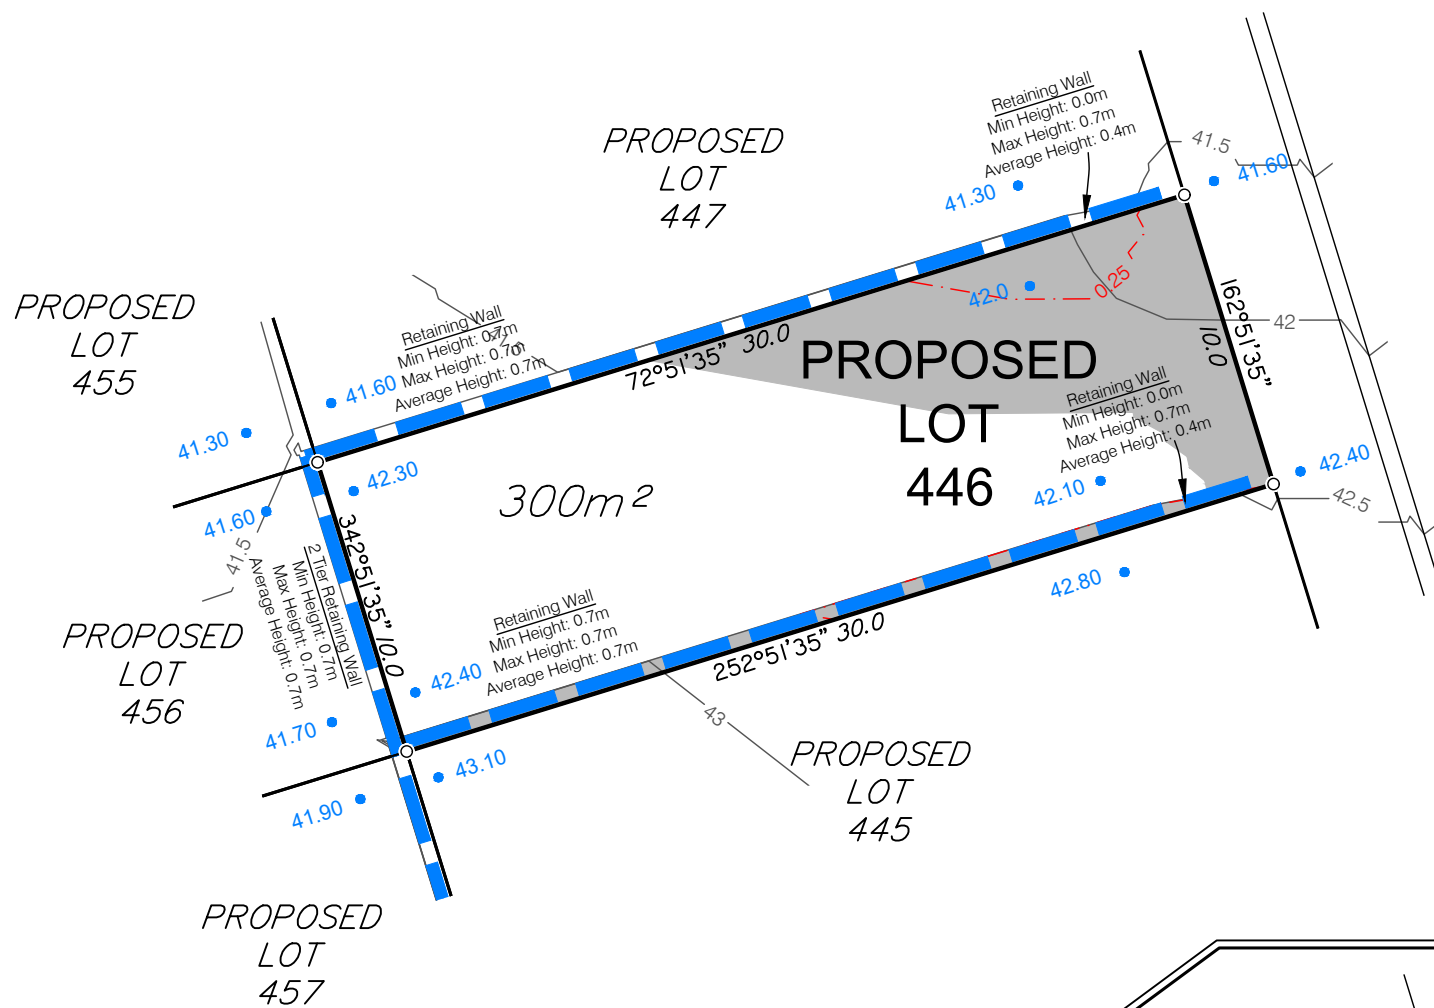 PROPOSED
LOT
447
Retaining Wall
Min Height: 0.0m
Max Height: 0.7m
Average Height: 0.4m
41.5
41.60
41.30
PROPOSED
LOT
455
Retaining Wall
Min Height: 0.7m
Max Height: 0.7m
Average Height: 0.7m
42.0
0.25
42
162°51'35"
10.0
72°51'35" 30.0
PROPOSED
LOT
446
41.60
41.30
42.30
300m²
Retaining Wall
Min Height: 0.0m
Max Height: 0.7m
Average Height: 0.4m
42.10
42.40
42.5
41.60
41.5
342°51'35" 10.0
2 Tier Retaining Wall
Min Height: 0.7m
Max Height: 0.7m
Average Height: 0.7m
42.80
PROPOSED
LOT
456
Retaining Wall
Min Height: 0.7m
Max Height: 0.7m
Average Height: 0.7m
42.40
252°51'35" 30.0
43
41.70
43.10
41.90
PROPOSED
LOT
445
PROPOSED
LOT
457